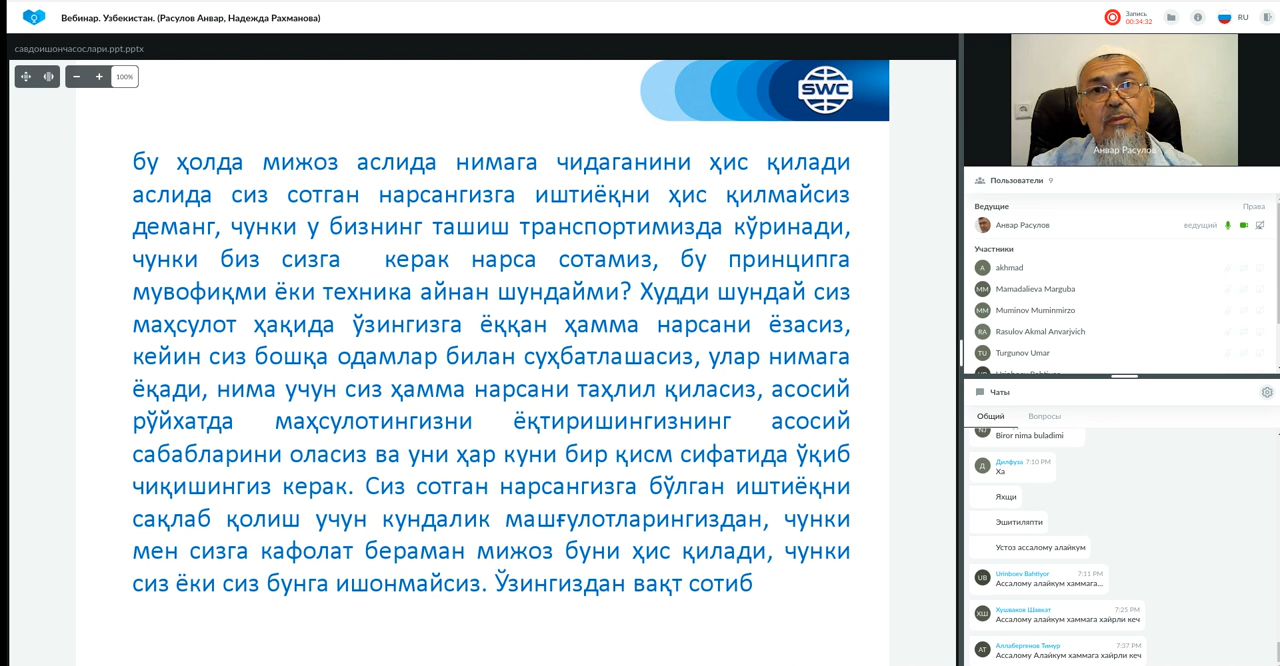 Вебинар. Узбекистан. (Расулов Анвар, Надежда Рахманова)
Запись
00:34:32
RU
савдоишончасослари.ppt.pptx
100%
SWC
бу ҳолда мижоз аслида нимага чидаганини ҳис қилади
аслида сиз сотган нарсангизга иштиёқни ҳис қилмайсиз
деманг, чунки у бизнинг ташиш транспортимизда кўринади,
чунки биз сизга керак нарса сотамиз, бу принципга
мувофиқми ёки техника айнан шундайми? Худди шундай сиз
маҳсулот ҳақида ўзингизга ёққан ҳамма нарсани ёзасиз,
кейин сиз бошқа одамлар билан суҳбатлашасиз, улар нимага
ёқади, нима учун сиз ҳамма нарсани таҳлил қиласиз, асосий
рўйхатда маҳсулотингизни ёқтиришингизнинг асосий
сабабларини оласиз ва уни ҳар куни бир қисм сифатида ўқиб
чиқишингиз керак. Сиз сотган нарсангизга бўлган иштиёқни
сақлаб қолиш учун кундалик машғулотларингиздан, чунки
мен сизга кафолат бераман мижоз буни ҳис қилади, чунки
сиз ёки сиз бунга ишонмайсиз. Ўзингиздан вақт сотиб
Анвар Расулов
Пользователи 9
Ведущие Права
Анвар Расулов ведущий
Участники
A akhmad
MM Mamadalieva Marguba
MM Muminov Muminmirzo
RA Rasulov Akmal Anvarjvich
TU Turgunov Umar
Чаты
Общий Вопросы
Biror nima buladimi
Д Дилфуза 7:10 PM
Ха
Яхши
Эшитиляпти
Устоз ассалому алайкум
UB Urinboev Bahtiyor 7:11 PM
Ассалому алайкум хаммага...
ХШ Хушваков Шавкат 7:25 PM
Ассалому алайкум хаммага хайрли кеч
АТ Аллабергенов Тимур 7:37 PM
Ассалому Алайкум хаммага хайрли кеч